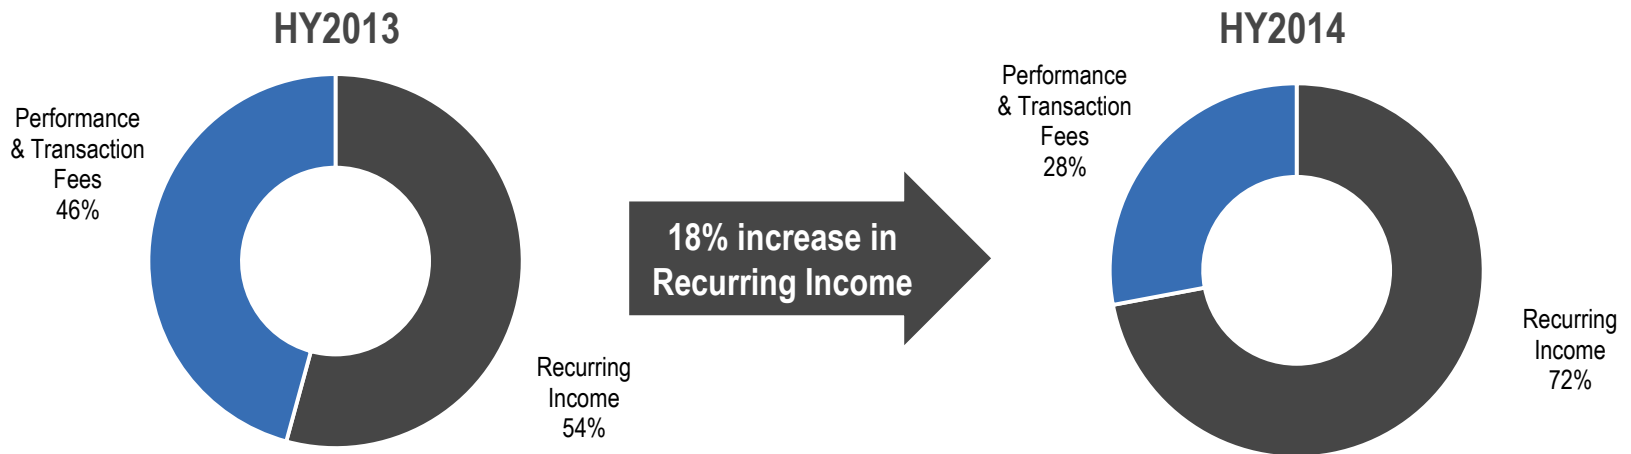 HY2013
Performance
& Transaction
Fees
46%
Recurring
Income
54%
18% increase in
Recurring Income
HY2014
Performance
& Transaction
Fees
28%
Recurring
Income
72%